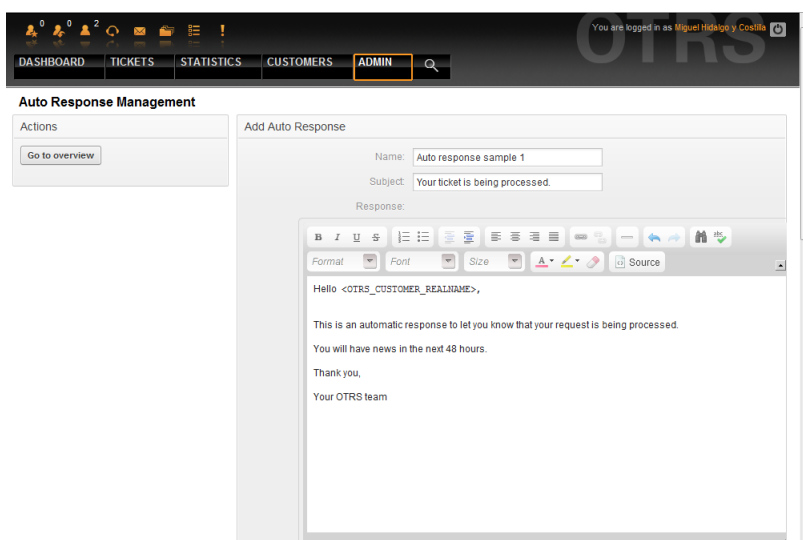 0 0 2
You are logged in as Miguel Hidalgo y Costilla
OTRS
DASHBOARD TICKETS STATISTICS CUSTOMERS ADMIN
Auto Response Management
Actions
Go to overview
Add Auto Response
Name: Auto response sample 1
Subject: Your ticket is being processed.
Response:
B I U S
abc
Format Font Size A Source
Hello <OTRS_CUSTOMER_REALNAME>,
This is an automatic response to let you know that your request is being processed.
You will have news in the next 48 hours.
Thank you,
Your OTRS team